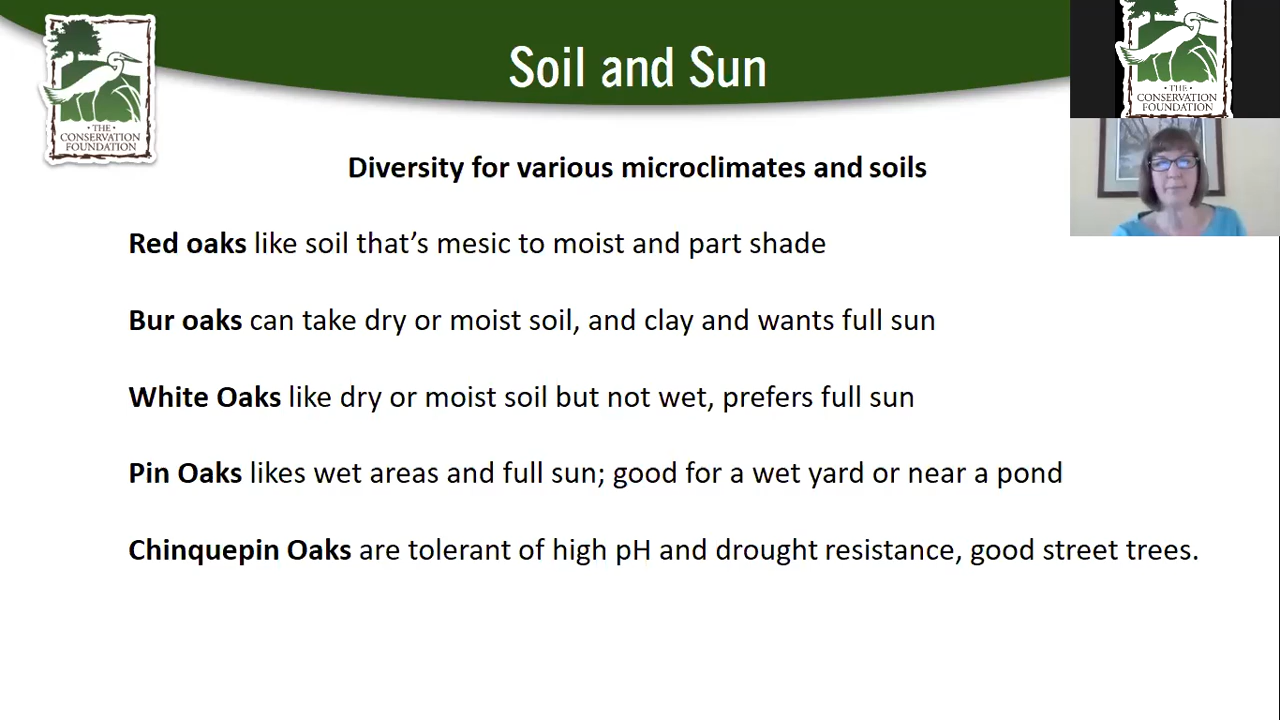 Soil and Sun
• THE •
CONSERVATION
FOUNDATION
• THE •
CONSERVATION
FOUNDATION
Diversity for various microclimates and soils
Red oaks like soil that’s mesic to moist and part shade
Bur oaks can take dry or moist soil, and clay and wants full sun
White Oaks like dry or moist soil but not wet, prefers full sun
Pin Oaks likes wet areas and full sun; good for a wet yard or near a pond
Chinquepin Oaks are tolerant of high pH and drought resistance, good street trees.